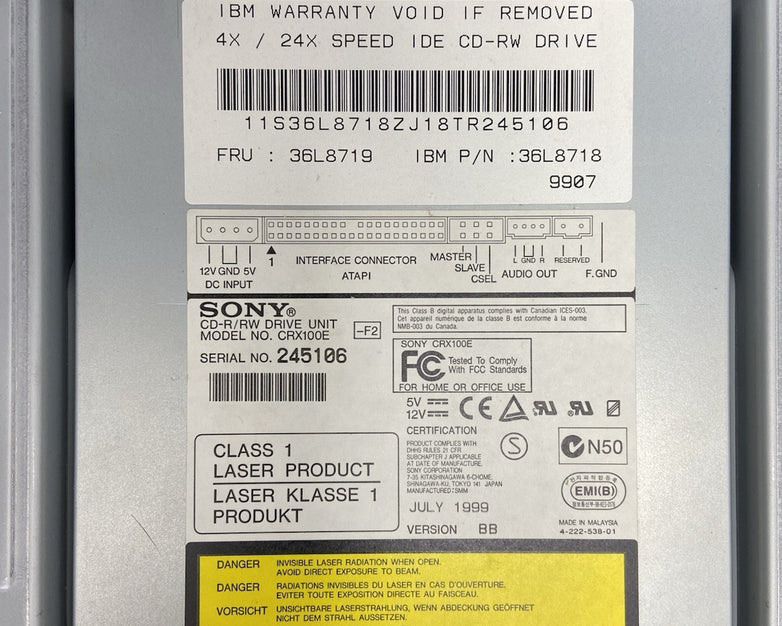 IBM WARRANTY VOID IF REMOVED
4X / 24X SPEED IDE CD-RW DRIVE
11S36L8718ZJ18TR245106
FRU : 36L8719 IBM P/N :36L8718
9907
1
INTERFACE CONNECTOR
ATAPI
12V GND 5V
DC INPUT
MASTER
SLAVE
CSEL
L GND R
AUDIO OUT
RESERVED
F.GND
SONY®
CD-R/RW DRIVE UNIT
MODEL NO. CRX100E
-F2
SERIAL NO. 245106
This Class B digital apparatus complies with Canadian ICES-003.
Cet appareil numérique de la classe B est conforme à la norme
NMB-003 du Canada.
SONY CRX100E
FC Tested To Comply
With FCC Standards
FOR HOME OR OFFICE USE
5V
12V
CE
CERTIFICATION
PRODUCT COMPLIES WITH
DHHS RULES 21 CFR
SUBCHAPTER J APPLICABLE
AT DATE OF MANUFACTURE.
SONY CORPORATION
7-35 KITASHINAGAWA 6-CHOME,
SHINAGAWA-KU, TOKYO 141 JAPAN
MANUFACTURED:SMM
JULY 1999
VERSION BB
S
N50
EMI(B)
MADE IN MALAYSIA
4-222-538-01
CLASS 1
LASER PRODUCT
LASER KLASSE 1
PRODUKT
DANGER INVISIBLE LASER RADIATION WHEN OPEN.
AVOID DIRECT EXPOSURE TO BEAM.
DANGER RADIATIONS INVISIBLES DU LASER EN CAS D'OUVERTURE.
EVITER TOUTE EXPOSITION DIRECTE AU FAISCEAU.
VORSICHT UNSICHTBARE LASERSTRAHLUNG, WENN ABDECKUNG GEÖFFNET
NICHT DEM STRAHL AUSSETZEN.